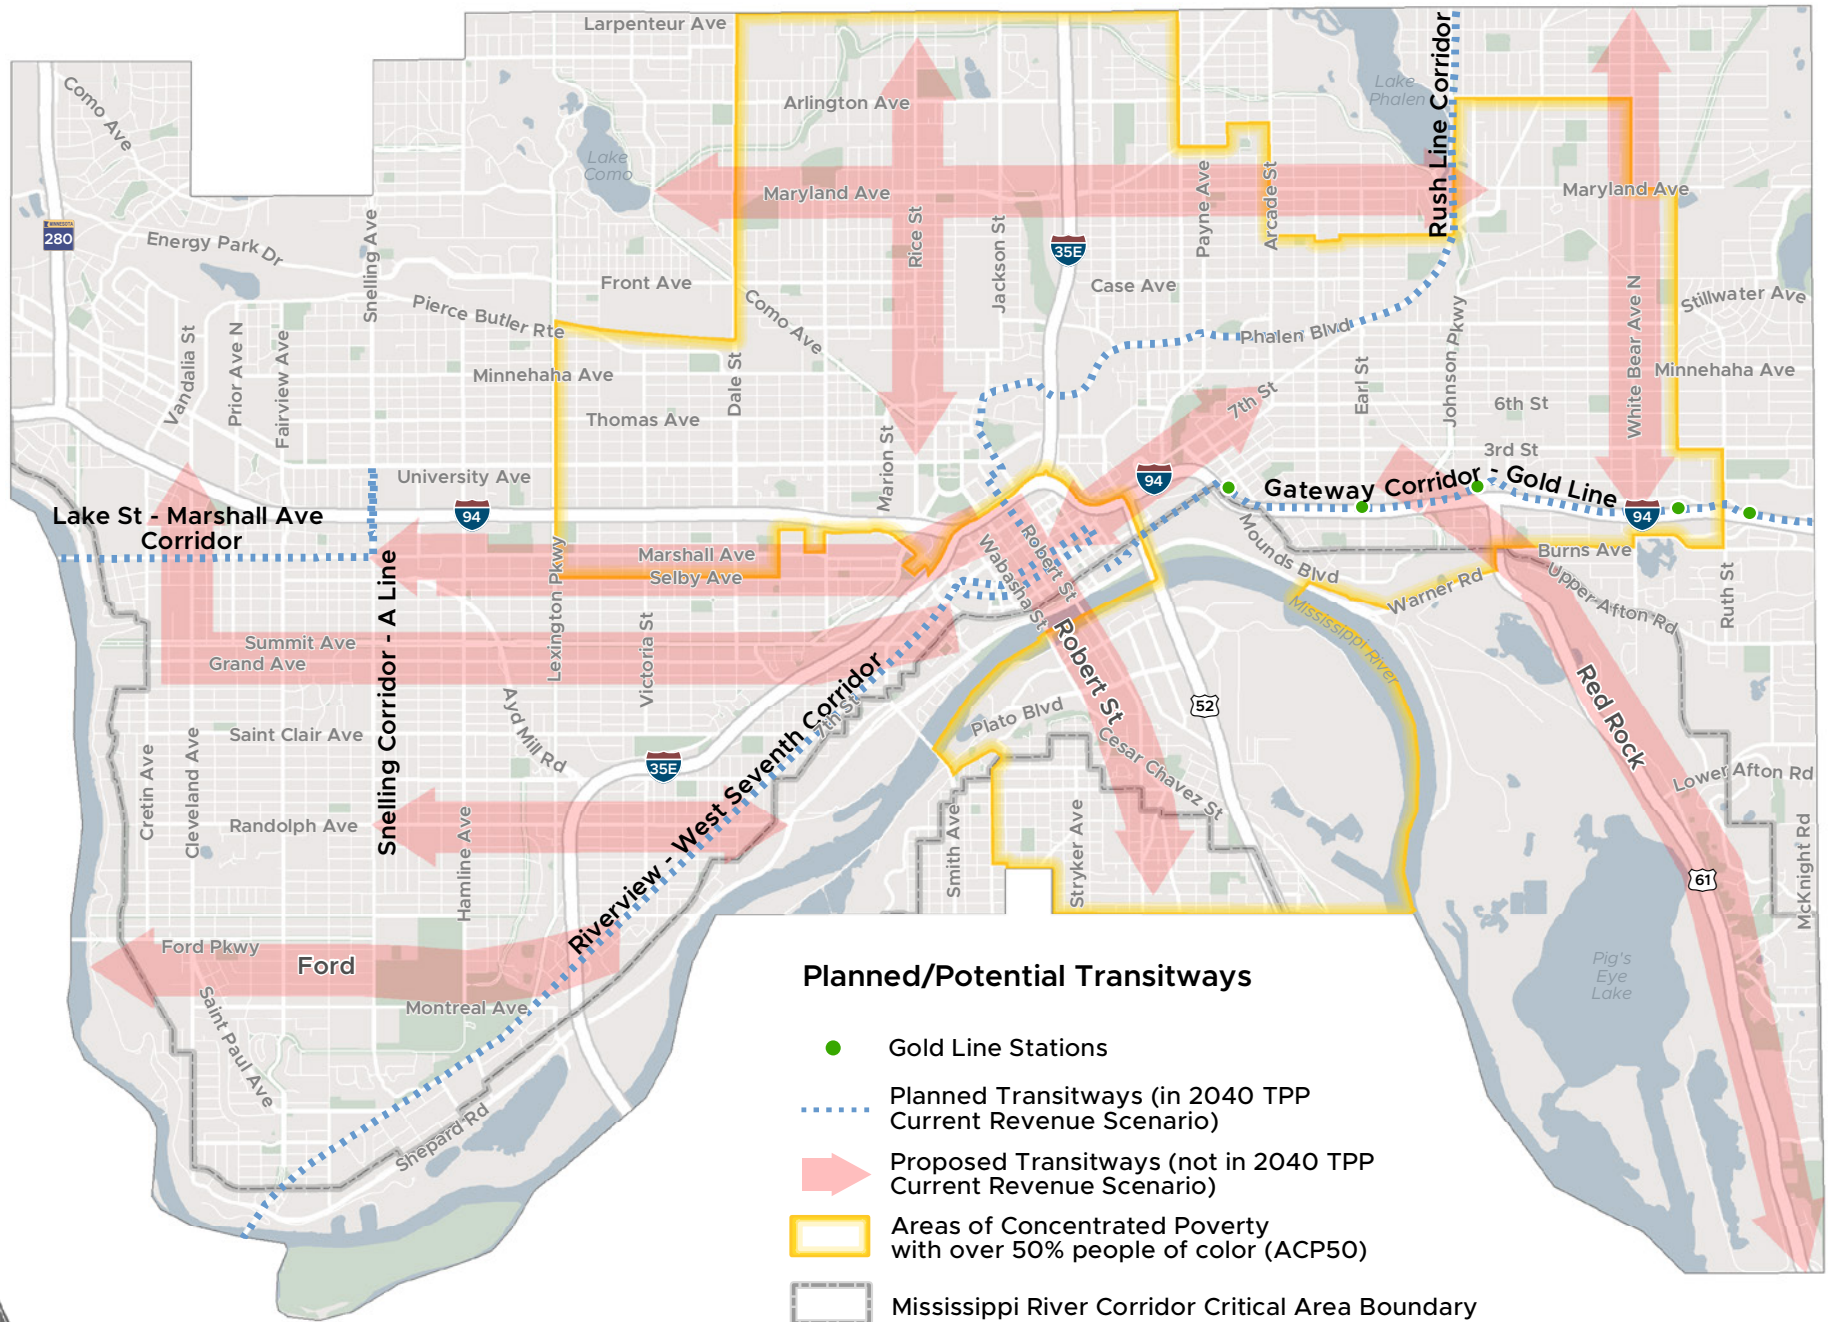 Larpenteur Ave
Como Ave
Arlington Ave
Lake
Phalen
Rush Line Corridor
Lake
Como
Maryland Ave
Maryland Ave
Payne Ave
Arcade St
MINNESOTA
280
Energy Park Dr
Snelling Ave
Rice St
Jackson St
35E
Front Ave
Case Ave
Pierce Butler Rte
Como Ave
Stillwater Ave
Vandalia St
Prior Ave N
Fairview Ave
Phalen Blvd
Johnson Pkwy
White Bear Ave N
Minnehaha Ave
Dale St
Minnehaha Ave
Earl St
Thomas Ave
7th St
6th St
Marion St
3rd St
University Ave
94
94
Gateway Corridor - Gold Line
94
Lake St - Marshall Ave
Corridor
Marshall Ave
Selby Ave
Lexington Pkwy
Snelling Corridor - A Line
Robert St
Wabasha St
Mounds Blvd
Burns Ave
Warner Rd
Upper Afton Rd
Ruth St
Mississippi River
Summit Ave
Grand Ave
Victoria St
Robert St
Red Rock
52
Ayd Mill Rd
7th St
Riverview - West Seventh Corridor
Plato Blvd
Cesar Chavez St
Saint Clair Ave
Cretin Ave
Cleveland Ave
35E
Lower Afton Rd
Randolph Ave
Hamline Ave
Smith Ave
Stryker Ave
61
McKnight Rd
Ford Pkwy
Ford
Montreal Ave
Saint Paul Ave
Shepard Rd
Pig's
Eye
Lake
Planned/Potential Transitways
Gold Line Stations
Planned Transitways (in 2040 TPP
Current Revenue Scenario)
Proposed Transitways (not in 2040 TPP
Current Revenue Scenario)
Areas of Concentrated Poverty
with over 50% people of color (ACP50)
Mississippi River Corridor Critical Area Boundary